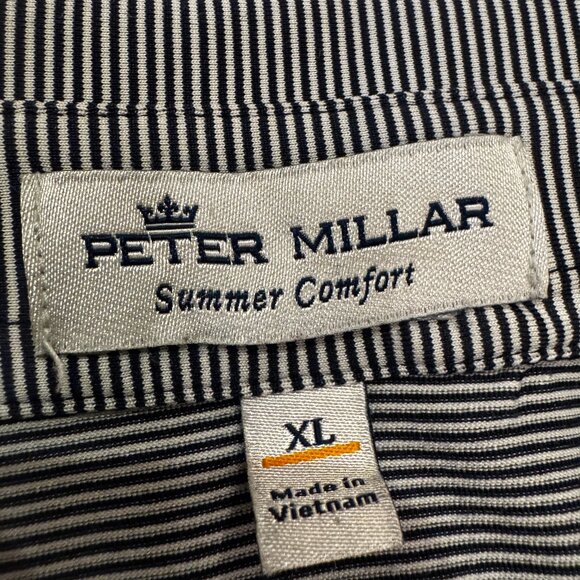 PETER MILLAR
Summer Comfort
XL
Made in
Vietnam